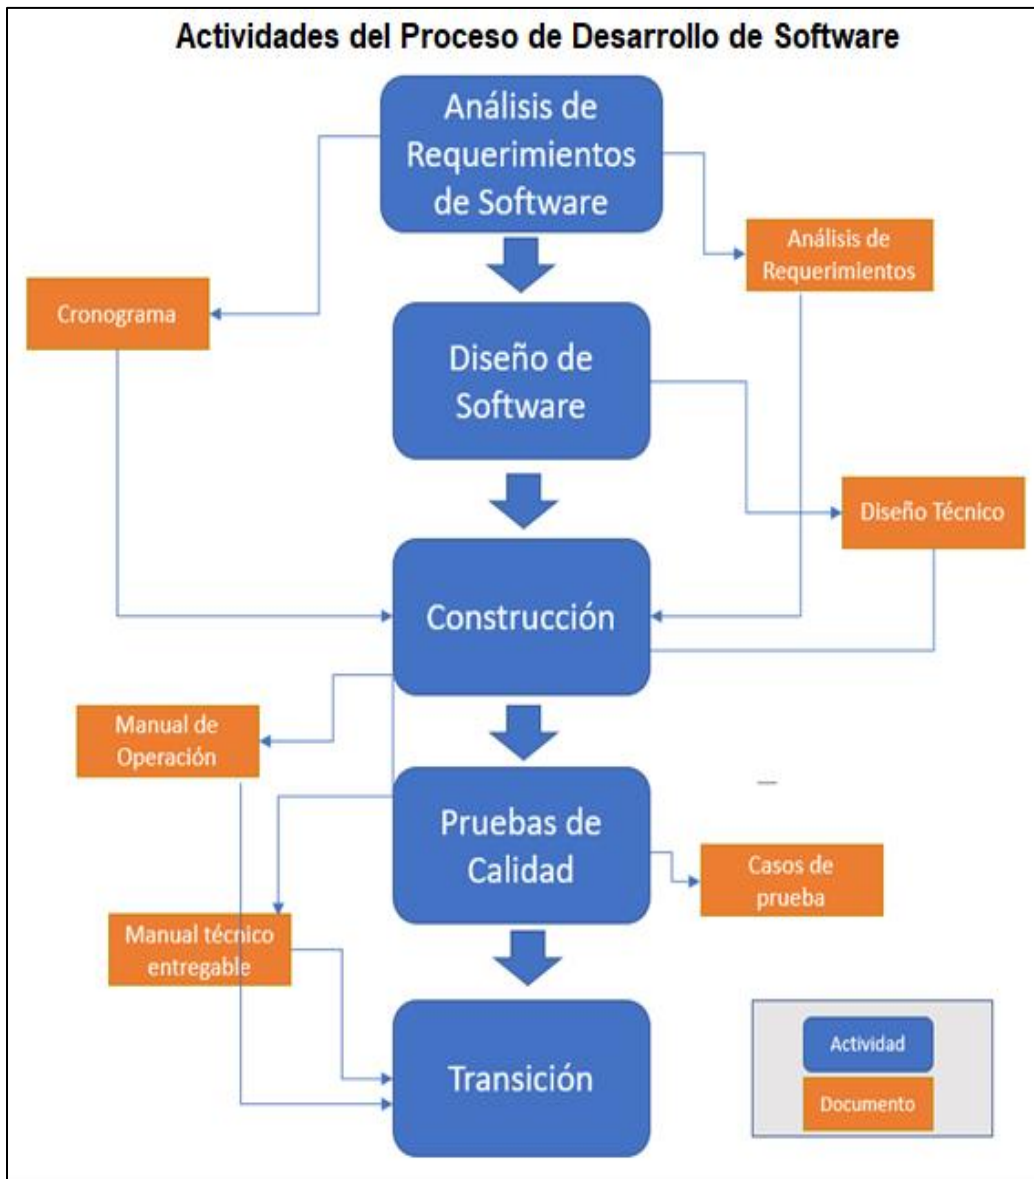 Actividades del Proceso de Desarrollo de Software
Análisis de
Requerimientos
de Software
Análisis de
Requerimientos
Cronograma
Diseño de
Software
Diseño Técnico
Construcción
Manual de
Operación
Pruebas de
Calidad
Casos de
prueba
Manual técnico
entregable
Transición
Actividad
Documento